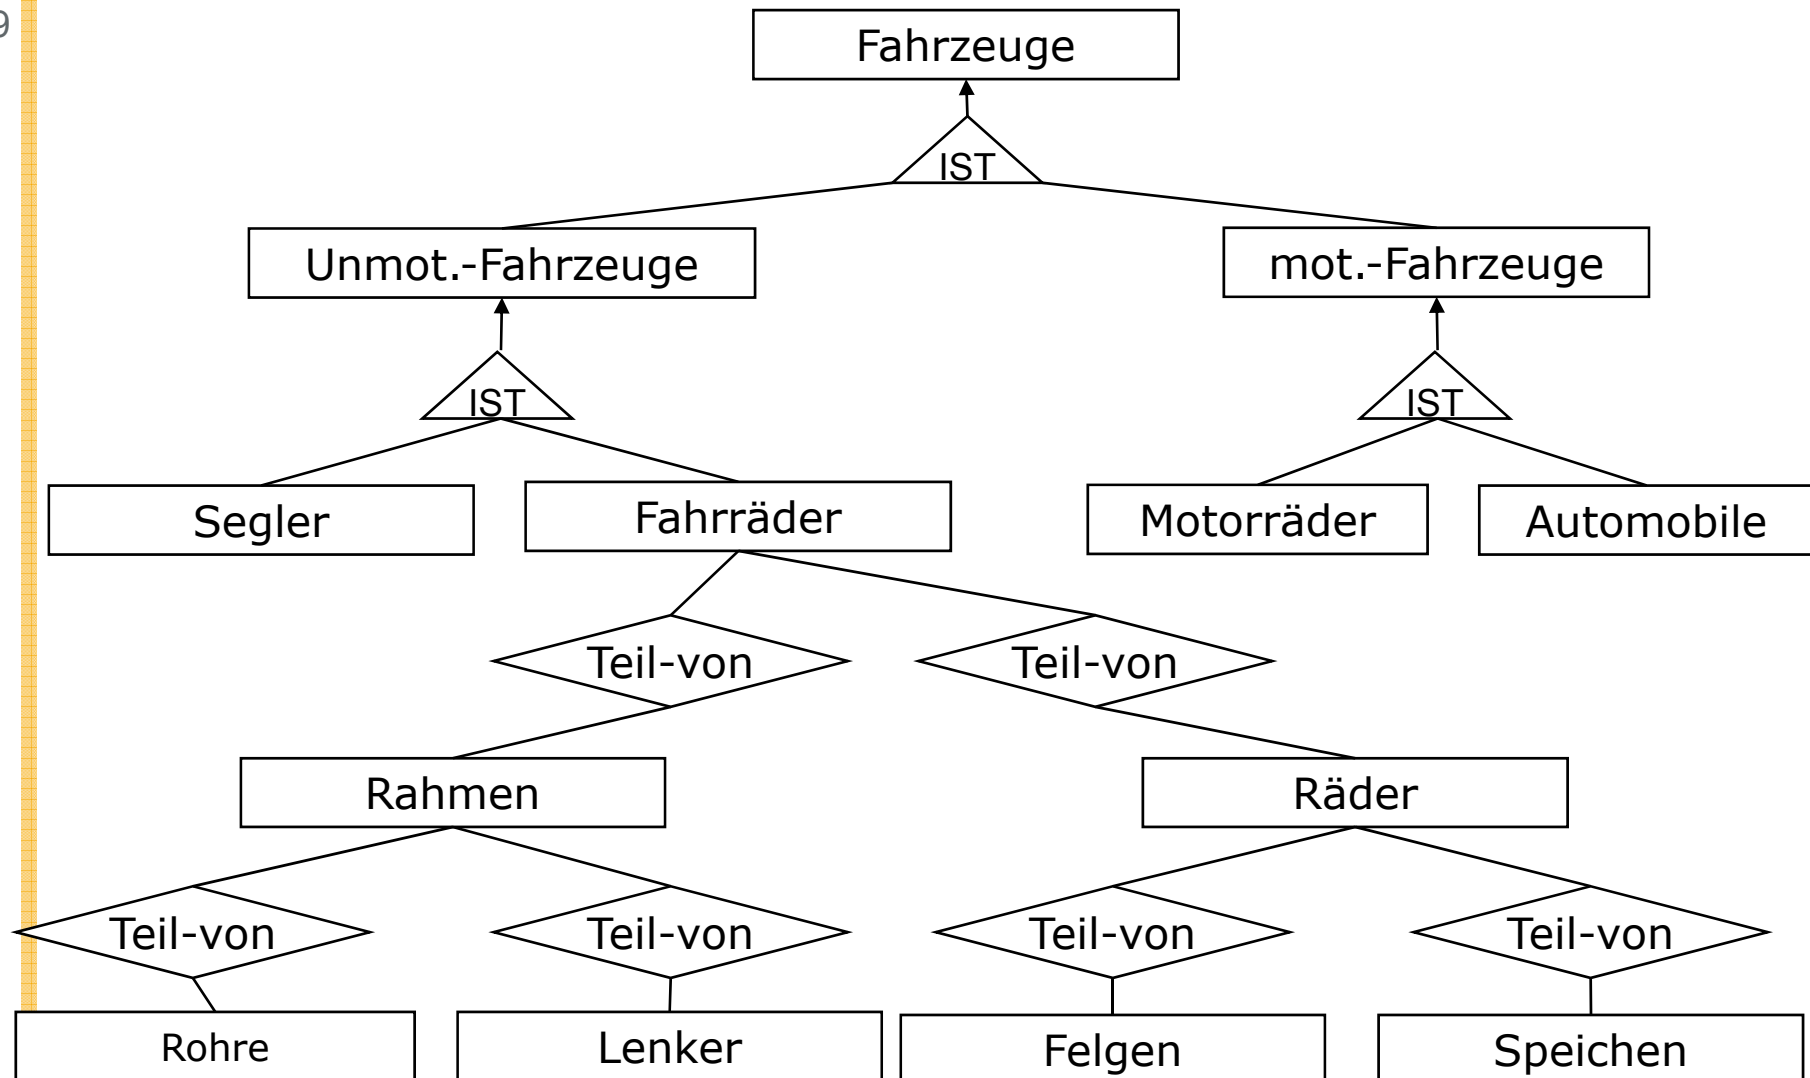 9
Fahrzeuge
IST
Unmot.-Fahrzeuge
mot.-Fahrzeuge
IST
IST
Segler
Fahrräder
Motorräder
Automobile
Teil-von
Teil-von
Rahmen
Räder
Teil-von
Teil-von
Teil-von
Teil-von
Rohre
Lenker
Felgen
Speichen